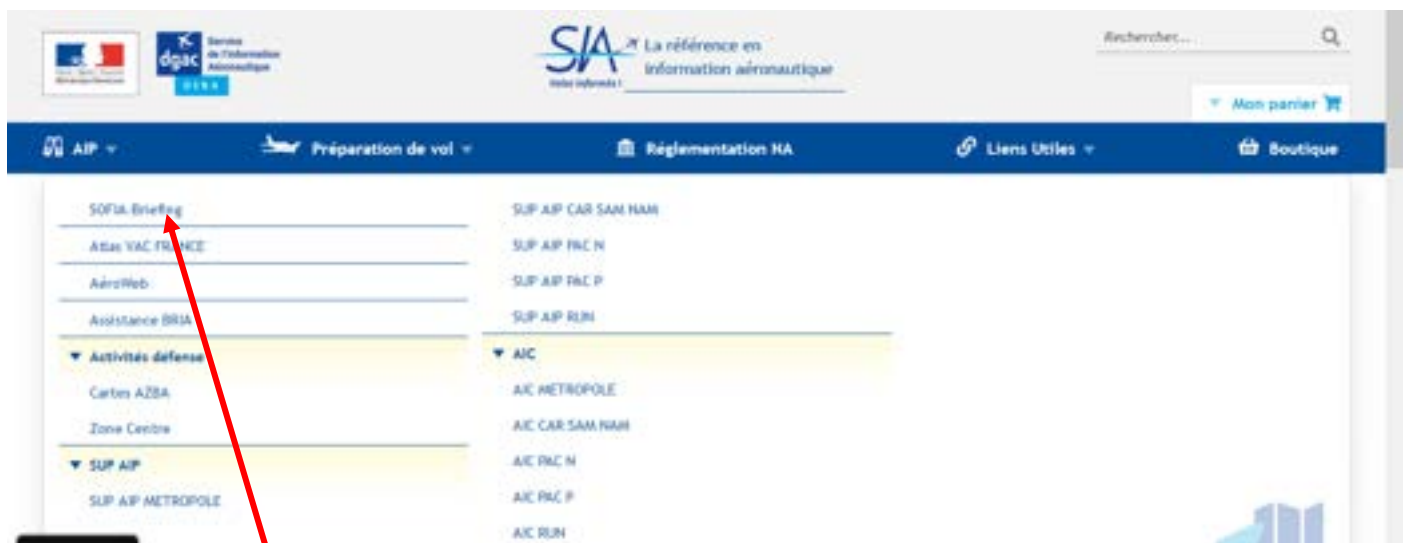 dgac
Service
de l'Information
Aéronautique
SIA
La référence en
information aéronautique
Rechercher...
Mon panier
AIP
Préparation de vol
Réglementation NA
Liens Utiles
Boutique
SOFIA-Briefing
Atlas VAC FRANCE
AéroWeb
Assistance BRIA
Activités défense
Cartes AZBA
Zone Centre
SUP AIP
SUP AIP METROPOLE
SUP AIP CAR SAM NAM
SUP AIP PAC N
SUP AIP PAC P
SUP AIP RUN
AIC
AIC METROPOLE
AIC CAR SAM NAM
AIC PAC N
AIC PAC P
AIC RUN